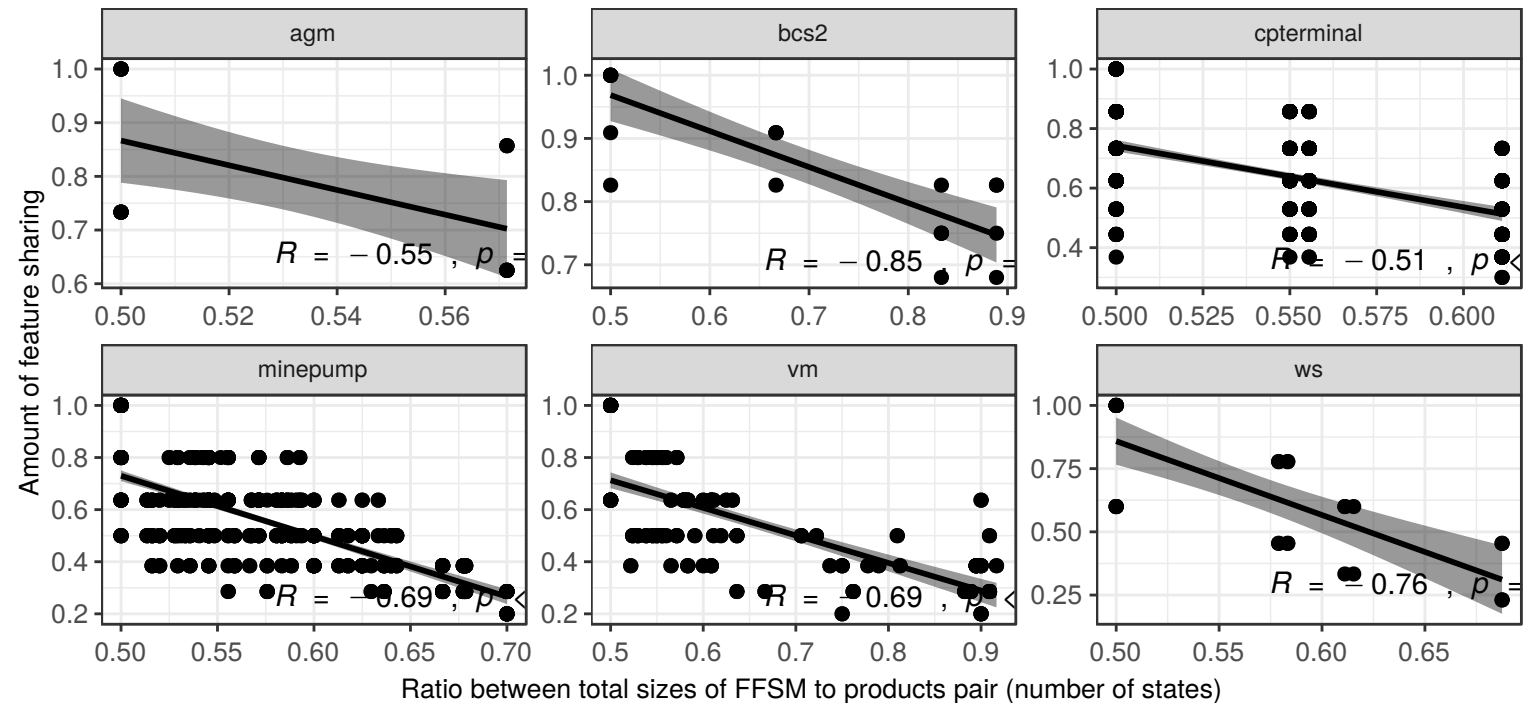 agm bcs2 cpterminal
1.0 1.0 1.0
0.9 0.9 0.8
0.8 0.8 0.6
0.7 0.7 0.4
0.6
R = −0.55 , p = R = −0.85 , p = R = −0.51 , p <
0.50 0.52 0.54 0.56 0.5 0.6 0.7 0.8 0.9 0.500 0.525 0.550 0.575 0.600
Amount of feature sharing
minepump vm ws
1.0 1.0 1.00
0.8 0.8 0.75
0.6 0.6 0.50
0.4 0.4 0.25
0.2 0.2
R = −0.69 , p < R = −0.69 , p < R = −0.76 , p =
0.50 0.55 0.60 0.65 0.70 0.5 0.6 0.7 0.8 0.9 0.50 0.55 0.60 0.65
Ratio between total sizes of FFSM to products pair (number of states)